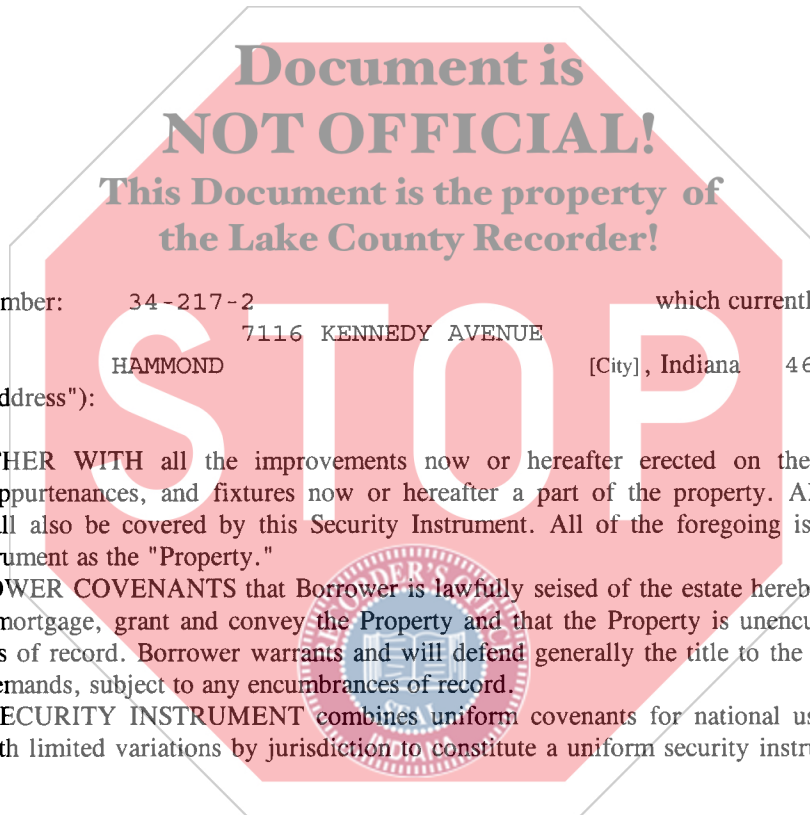 Document is
NOT OFFICIAL!
This Document is the property of
the Lake County Recorder!
mber: 34-217-2 which currentl
7116 KENNEDY AVENUE
HAMMOND [City], Indiana 46
ddress"):
STOP
HER WITH all the improvements now or hereafter erected on the
ppurtenances, and fixtures now or hereafter a part of the property. A
ll also be covered by this Security Instrument. All of the foregoing is
rument as the "Property."
OWER COVENANTS that Borrower is lawfully seised of the estate hereb
mortgage, grant and convey the Property and that the Property is unencu
s of record. Borrower warrants and will defend generally the title to the
emands, subject to any encumbrances of record.
ECURITY INSTRUMENT combines uniform covenants for national us
th limited variations by jurisdiction to constitute a uniform security instru
RECORDER'S OFFICE
SEAL
INDIANA